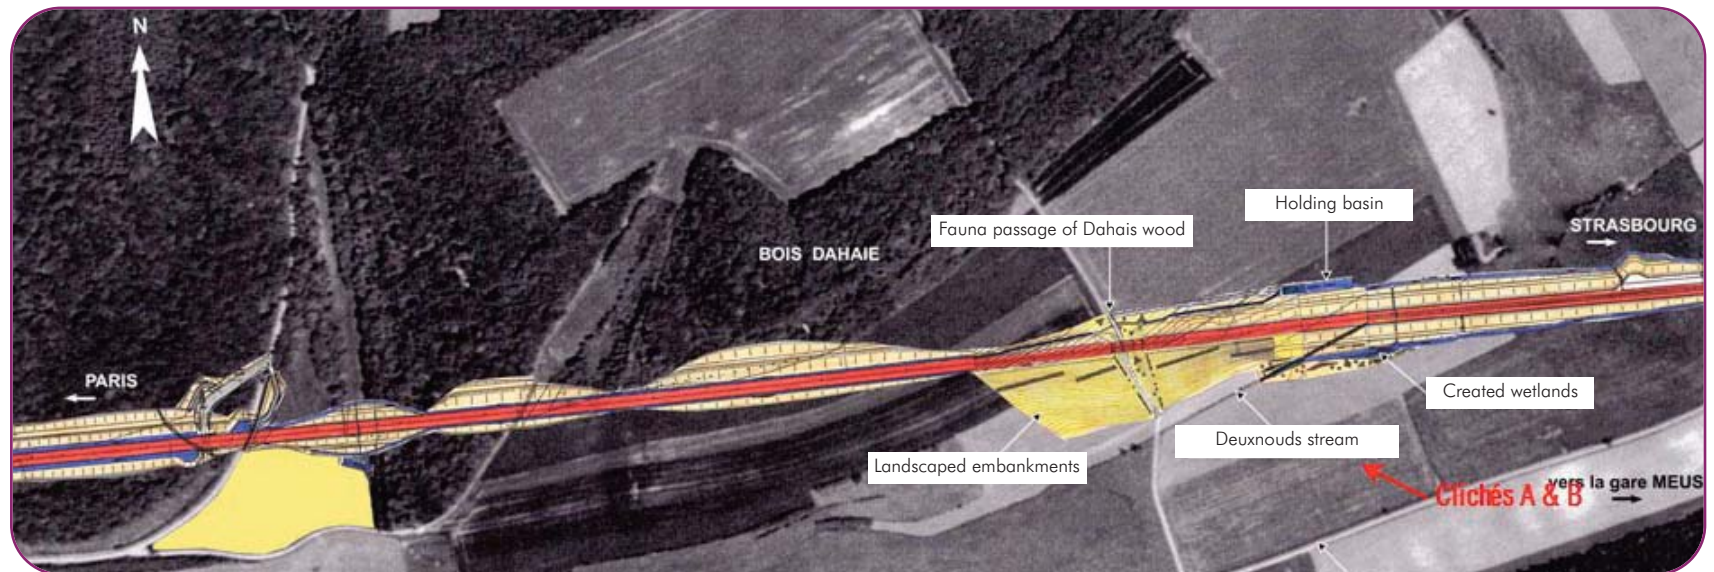 N
Holding basin
STRASBOURG
Fauna passage of Dahais wood
BOIS DAHAIE
PARIS
Created wetlands
Deuxnouds stream
Landscaped embankments
vers la gare MEUS
Clichés A & B